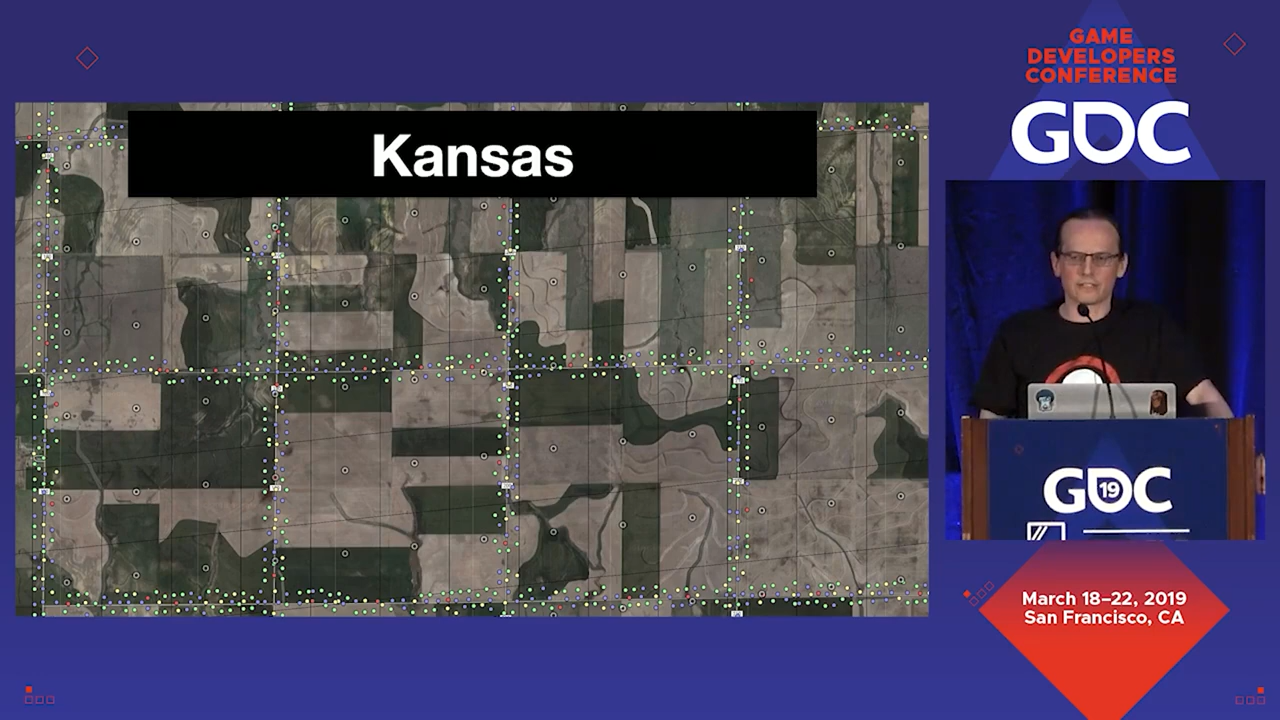 Kansas
GAME
DEVELOPERS
CONFERENCE
GDC
GDC
19
March 18–22, 2019
San Francisco, CA